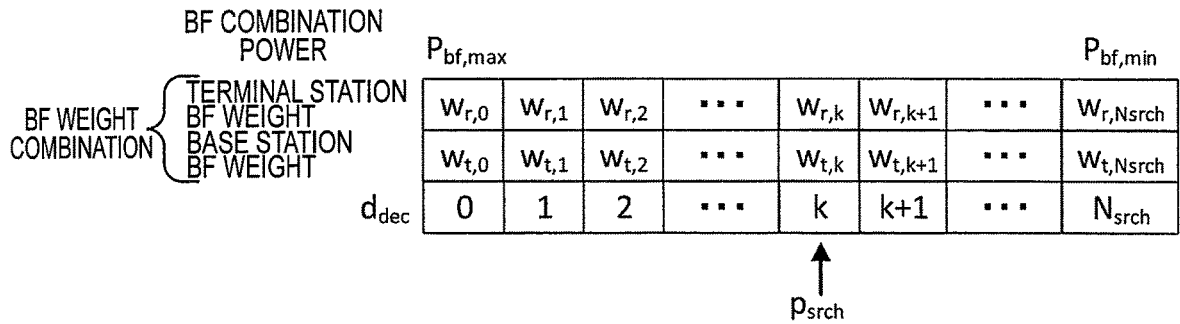 BF COMBINATION
POWER
P_bf,max
P_bf,min
BF WEIGHT
COMBINATION
TERMINAL STATION
BF WEIGHT
BASE STATION
BF WEIGHT
w_r,0 w_r,1 w_r,2 ... w_r,k w_r,k+1 ... w_r,Nsrch
w_t,0 w_t,1 w_t,2 ... w_t,k w_t,k+1 ... w_t,Nsrch
d_dec 0 1 2 ... k k+1 ... N_srch
p_srch